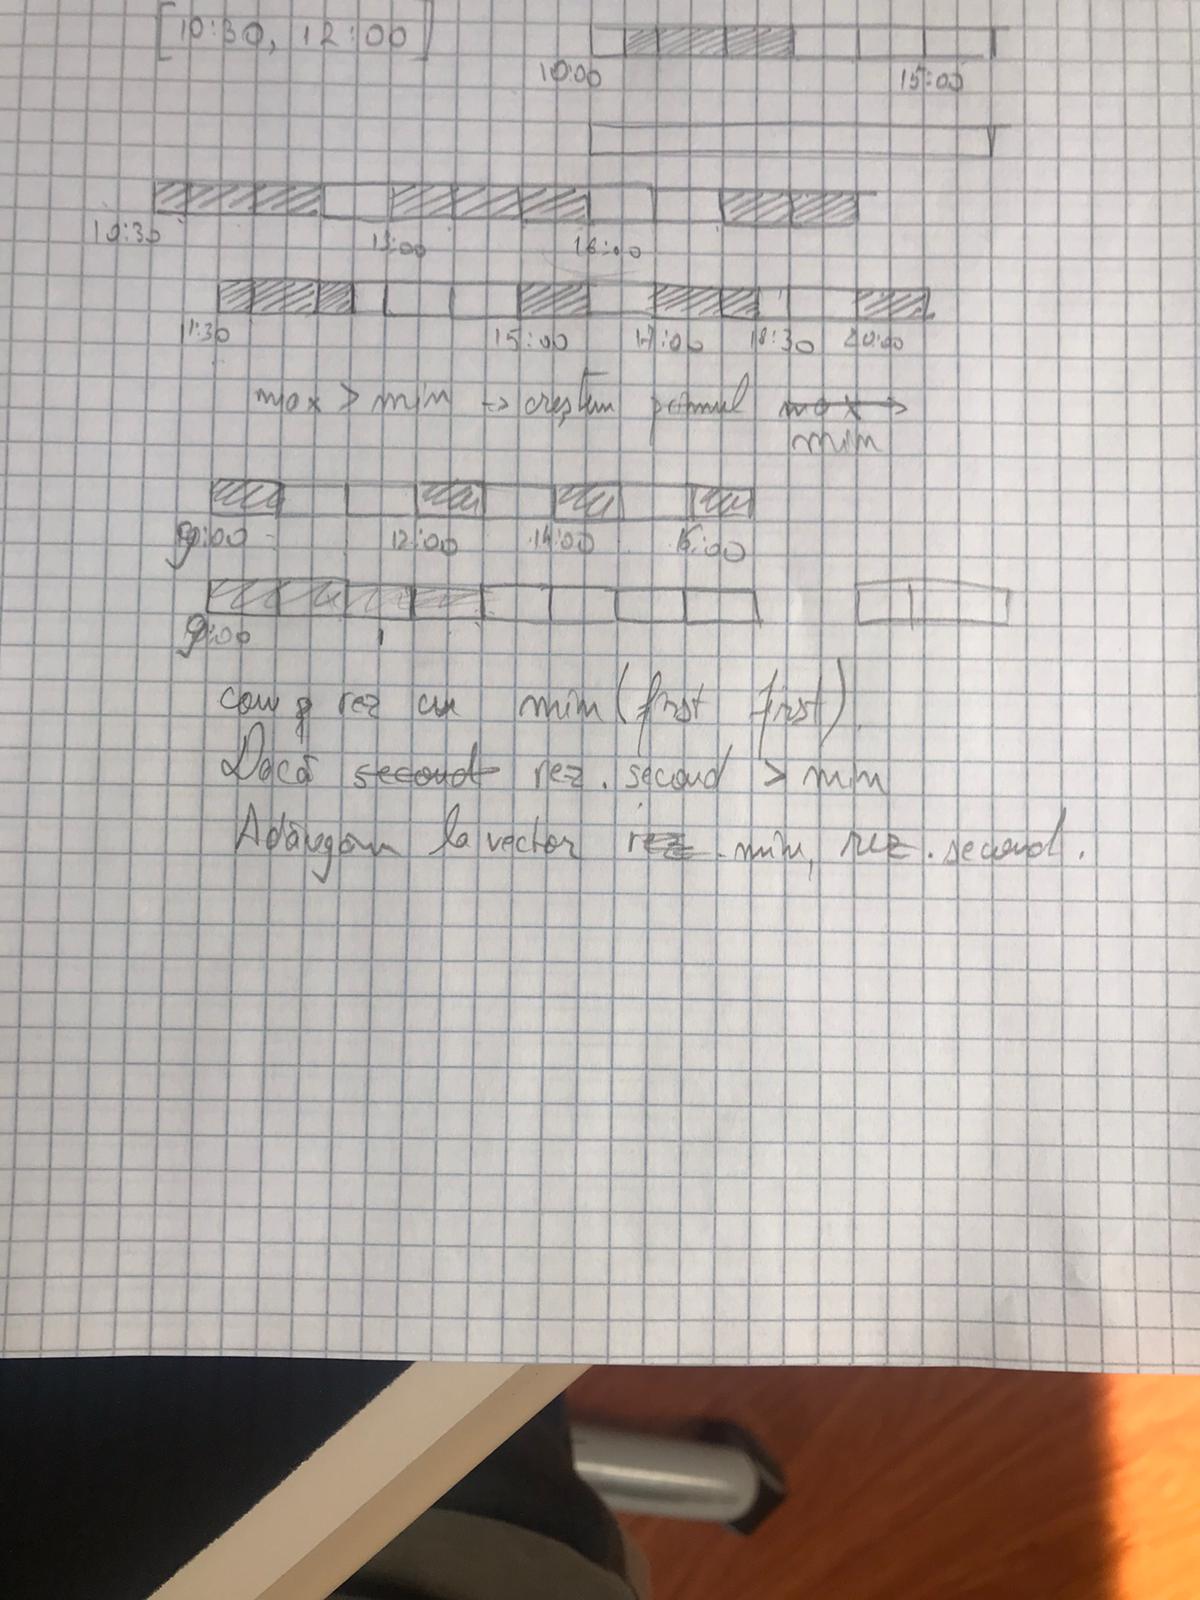 [10:30, 12:00]
10:00 15:00
10:30 13:00 16:00
11:30 15:00 17:00 18:30 20:00
max > min -> creștem primul max
min
9:00 12:00 14:00 16:00
9:00
comp rez cu min (first first).
Dacă second rez. second > min
Adăugăm la vector rez. min, rez. second.